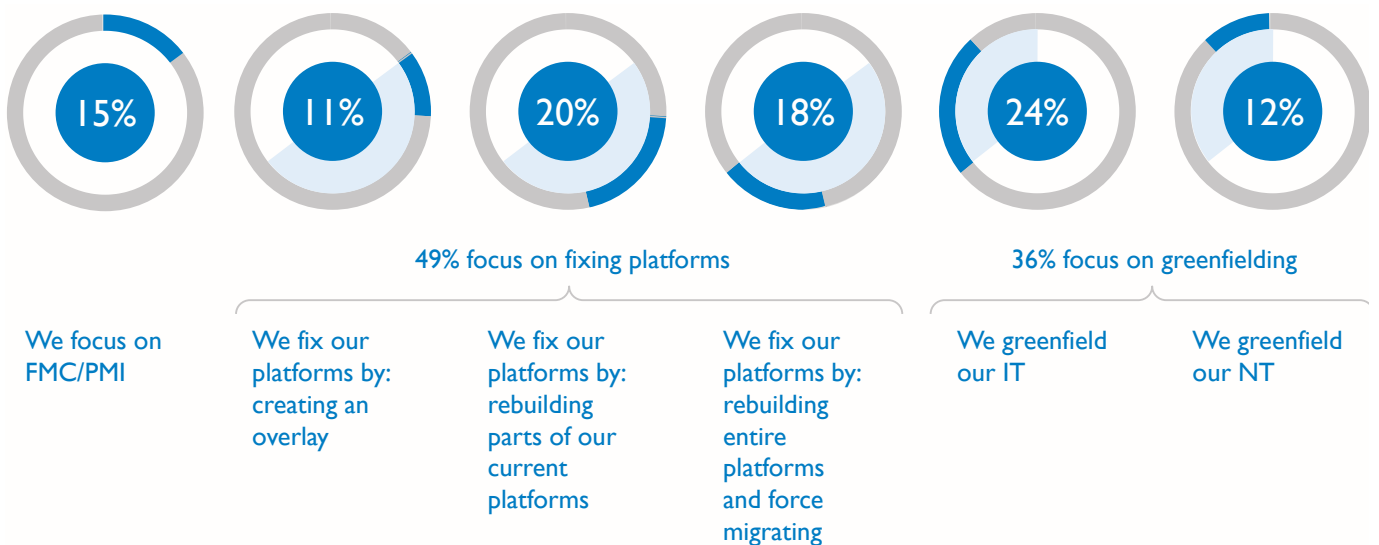 15%
11%
20%
18%
24%
12%
49% focus on fixing platforms
36% focus on greenfielding
We focus on
FMC/PMI
We fix our
platforms by:
creating an
overlay
We fix our
platforms by:
rebuilding
parts of our
current
platforms
We fix our
platforms by:
rebuilding
entire
platforms
and force
migrating
We greenfield
our IT
We greenfield
our NT